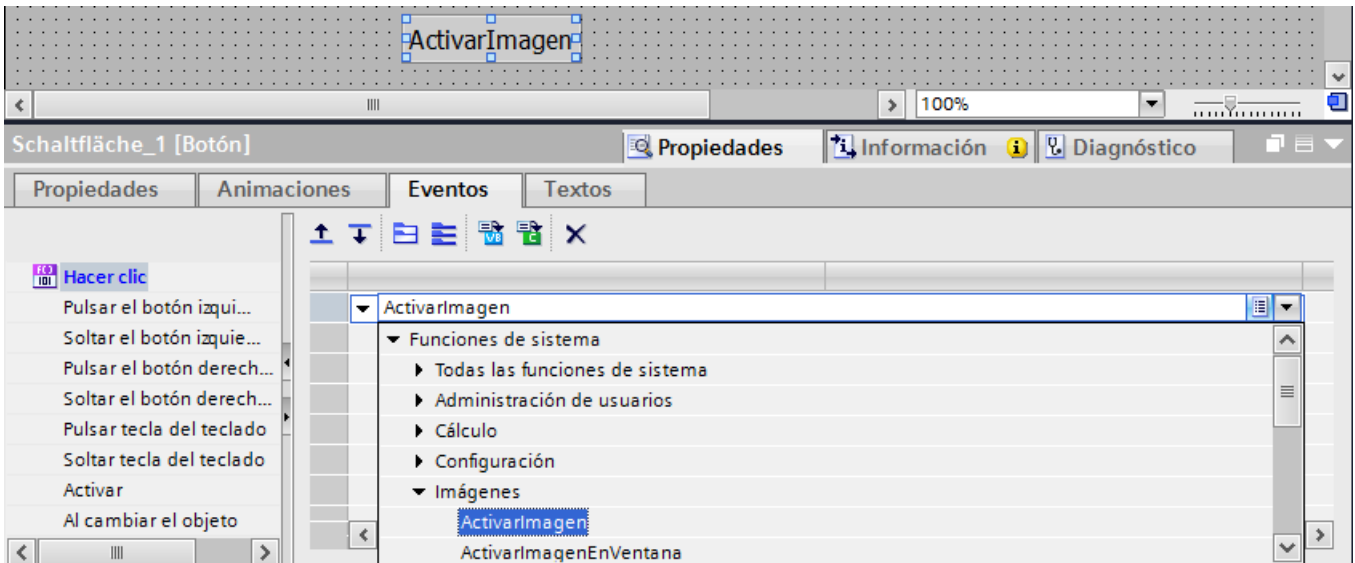 ActivarImagen
100%
Schaltfläche_1 [Botón]
Propiedades Información Diagnóstico
Propiedades Animaciones Eventos Textos
Hacer clic
Pulsar el botón izqui...
Soltar el botón izquie...
Pulsar el botón derech...
Soltar el botón derech...
Pulsar tecla del teclado
Soltar tecla del teclado
Activar
Al cambiar el objeto
ActivarImagen
Funciones de sistema
Todas las funciones de sistema
Administración de usuarios
Cálculo
Configuración
Imágenes
ActivarImagen
ActivarImagenEnVentana